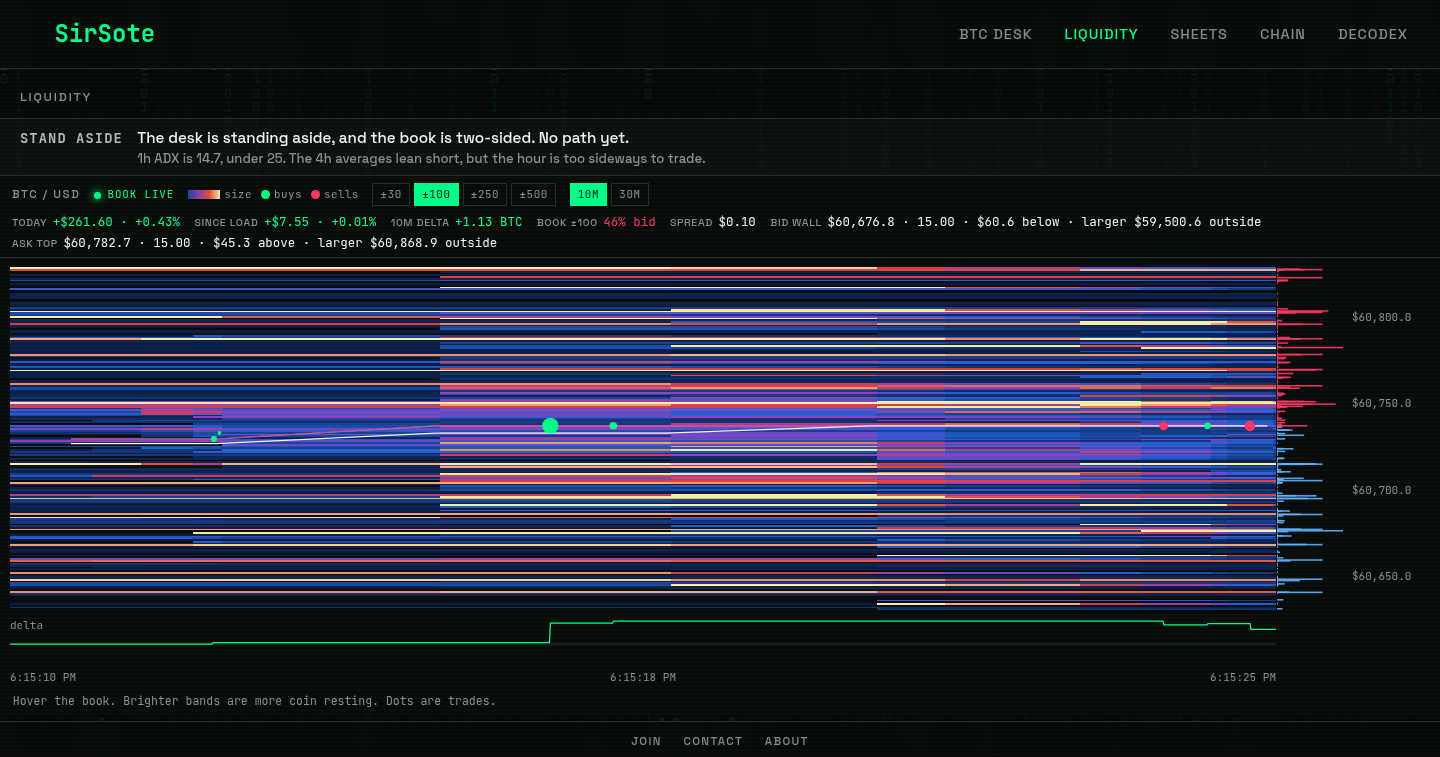 SirSote
BTC DESK LIQUIDITY SHEETS CHAIN DECODEX
LIQUIDITY
STAND ASIDE The desk is standing aside, and the book is two-sided. No path yet.
1h ADX is 14.7, under 25. The 4h averages lean short, but the hour is too sideways to trade.
BTC / USD BOOK LIVE size buys sells ±30 ±100 ±250 ±500 10M 30M
TODAY +$261.60 · +0.43% SINCE LOAD +$7.55 · +0.01% 10M DELTA +1.13 BTC BOOK ±100 46% bid SPREAD $0.10 BID WALL $60,676.8 · 15.00 · $60.6 below · larger $59,500.6 outside
ASK TOP $60,782.7 · 15.00 · $45.3 above · larger $60,868.9 outside
$60,800.0
$60,750.0
$60,700.0
$60,650.0
delta
6:15:10 PM 6:15:18 PM 6:15:25 PM
Hover the book. Brighter bands are more coin resting. Dots are trades.
JOIN CONTACT ABOUT